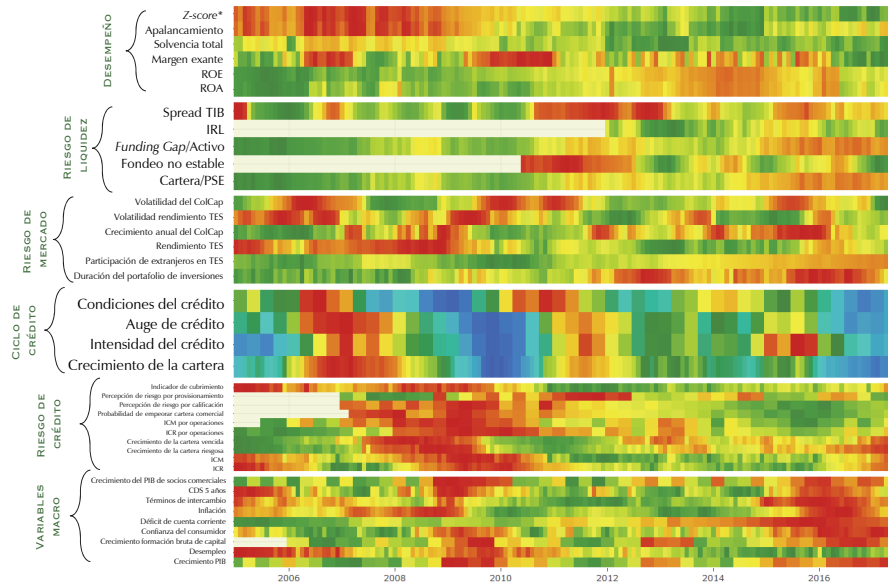 DESEMPEÑO
Z-score*
Apalancamiento
Solvencia total
Margen exante
ROE
ROA
RIESGO DE
LIQUIDEZ
Spread TIB
IRL
Funding Gap/Activo
Fondeo no estable
Cartera/PSE
RIESGO DE
MERCADO
Volatilidad del ColCap
Volatilidad rendimiento TES
Crecimiento anual del ColCap
Rendimiento TES
Participación de extranjeros en TES
Duración del portafolio de inversiones
CICLO DE
CRÉDITO
Condiciones del crédito
Auge de crédito
Intensidad del crédito
Crecimiento de la cartera
RIESGO DE
CRÉDITO
Indicador de cubrimiento
Percepción de riesgo por provisionamiento
Percepción de riesgo por calificación
Probabilidad de empeorar cartera comercial
ICM por operaciones
ICR por operaciones
Crecimiento de la cartera vencida
Crecimiento de la cartera riesgosa
ICM
ICR
VARIABLES
MACRO
Crecimiento del PIB de socios comerciales
CDS 5 años
Términos de intercambio
Inflación
Déficit de cuenta corriente
Confianza del consumidor
Crecimiento formación bruta de capital
Desempleo
Crecimiento PIB
2006 2008 2010 2012 2014 2016